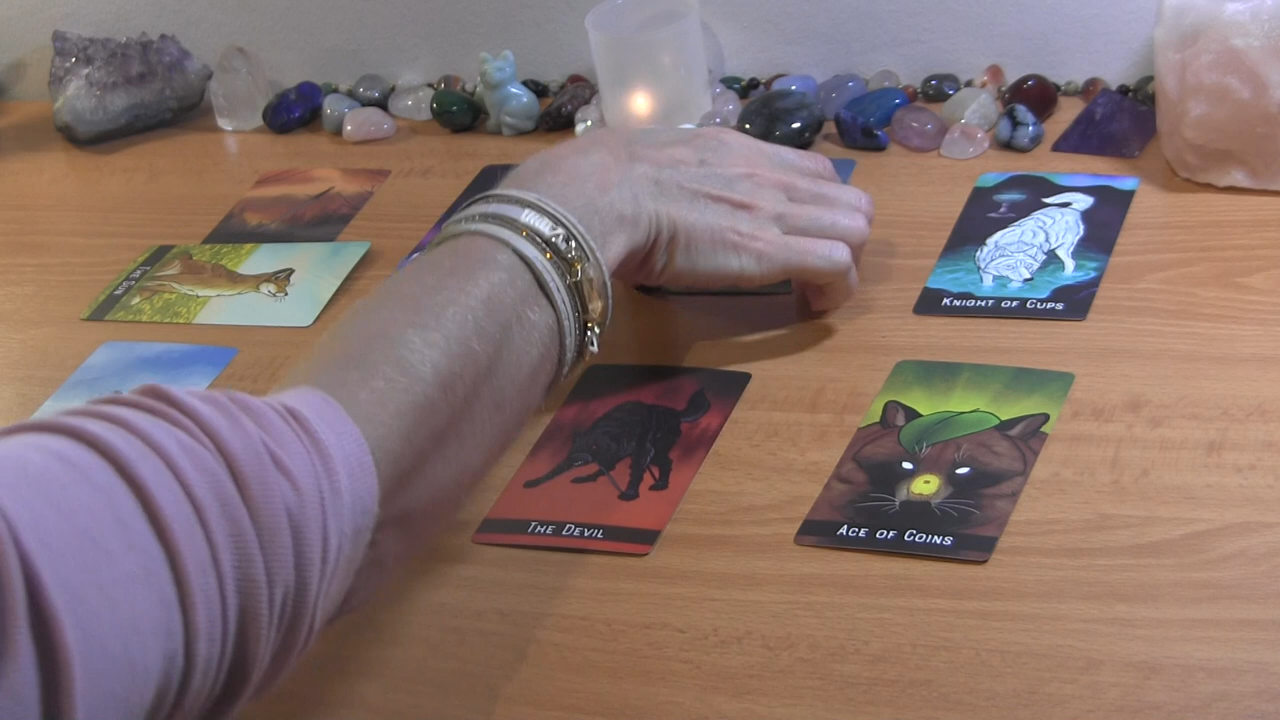 THE SUN
KNIGHT OF CUPS
THE DEVIL
ACE OF COINS